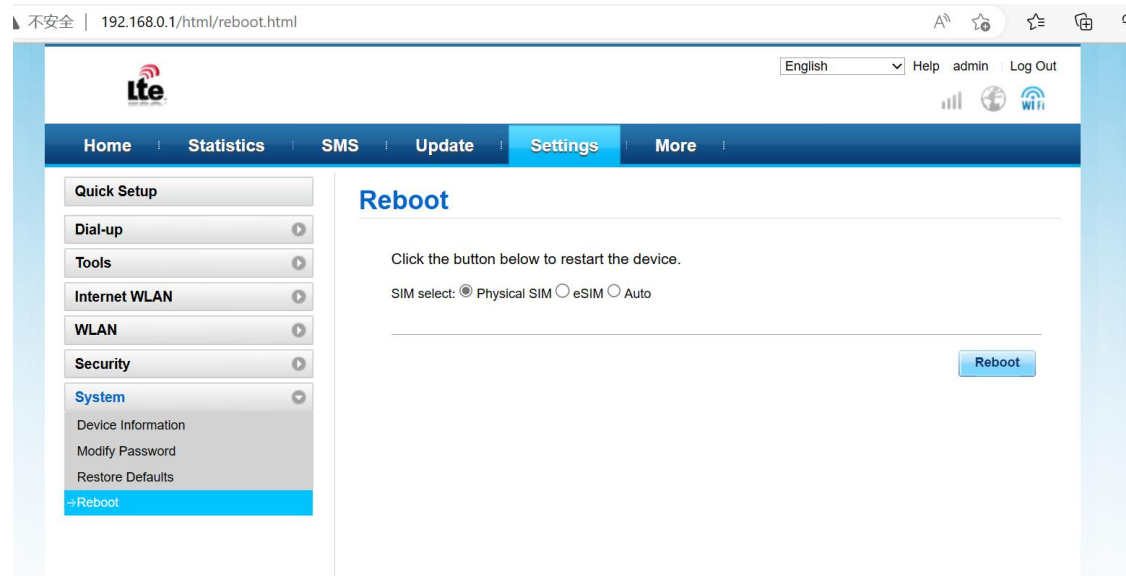 不安全 | 192.168.0.1/html/reboot.html
English Help admin Log Out
Lte
WiFi
Home Statistics SMS Update Settings More
Quick Setup
Dial-up
Tools
Internet WLAN
WLAN
Security
System
Device Information
Modify Password
Restore Defaults
→Reboot
Reboot
Click the button below to restart the device.
SIM select: Physical SIM eSIM Auto
Reboot